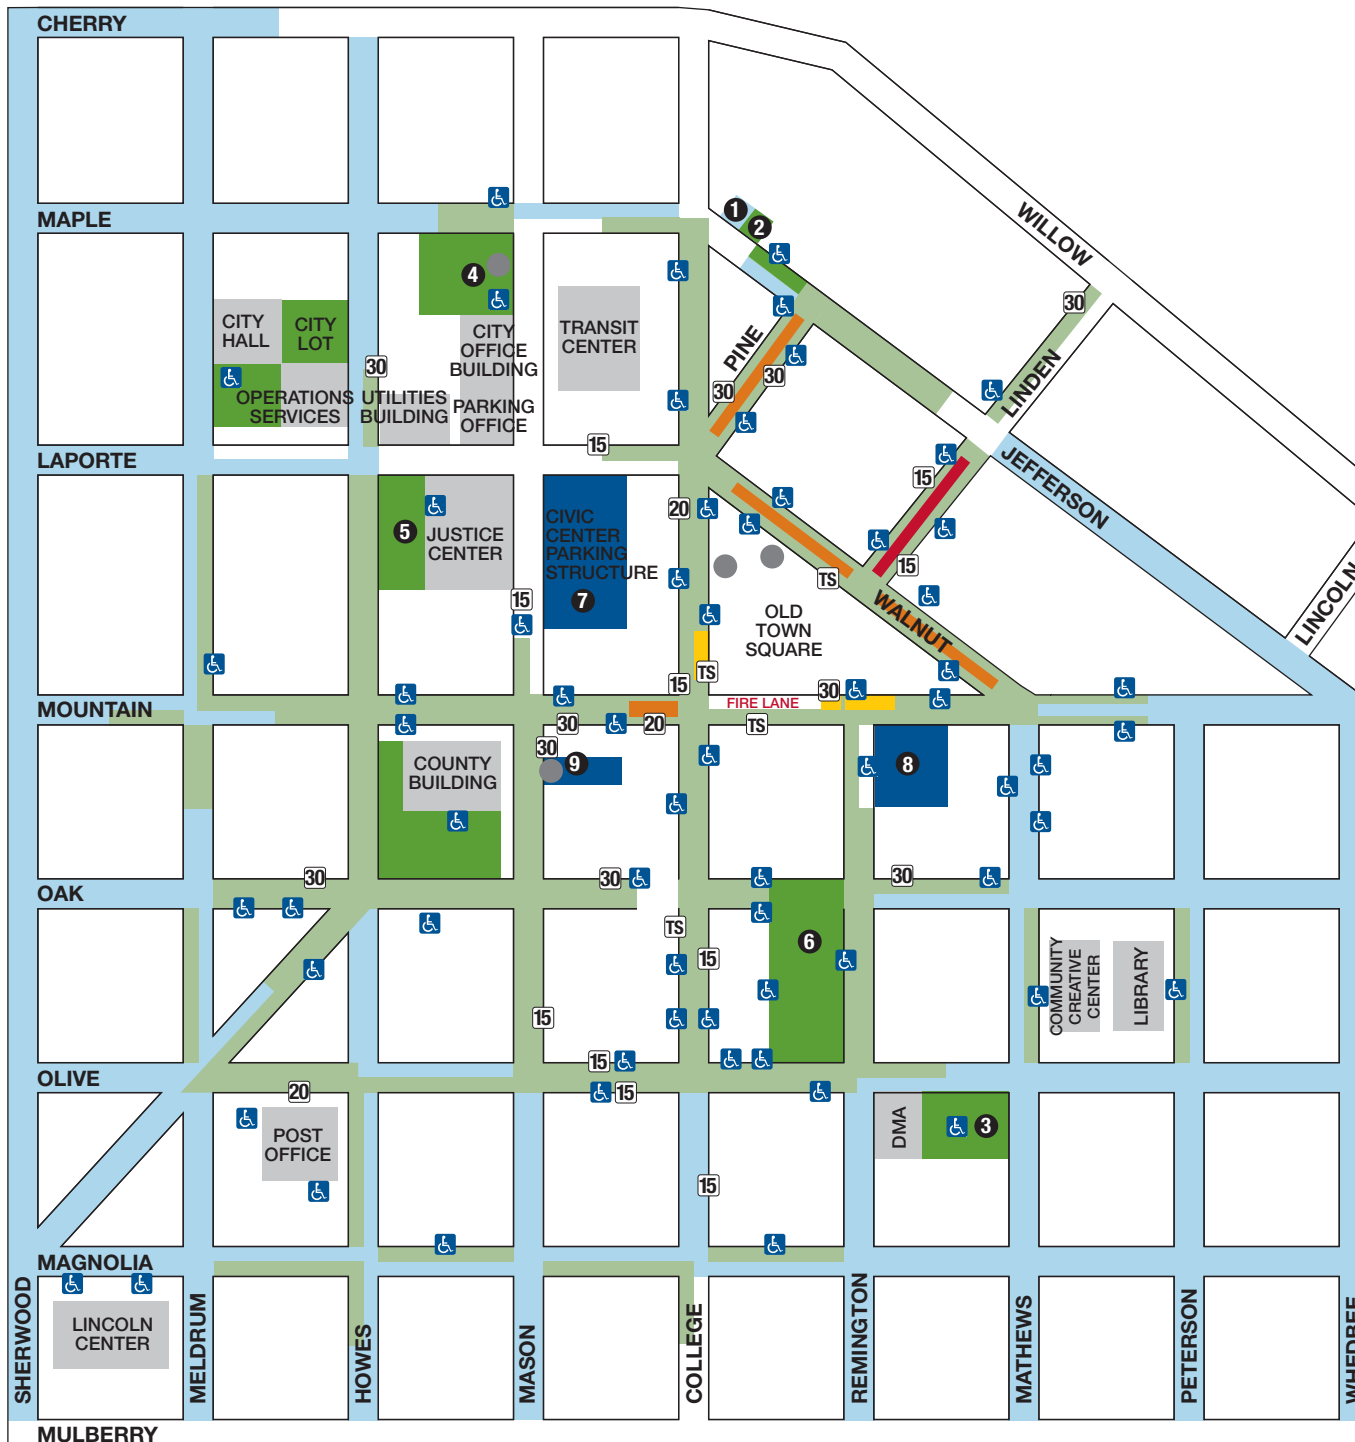 CHERRY
1
2
WILLOW
MAPLE
4
30
CITY
HALL
CITY
LOT
CITY
OFFICE
BUILDING
TRANSIT
CENTER
PINE
30
30
30
LINDEN
OPERATIONS
SERVICES
UTILITIES
BUILDING
PARKING
OFFICE
15
LAPORTE
JEFFERSON
15
20
5
JUSTICE
CENTER
CIVIC
CENTER
PARKING
STRUCTURE
7
15
15
TS
WALNUT
LINCOLN
OLD
TOWN
SQUARE
TS
15
30
FIRE LANE
MOUNTAIN
30
20
TS
30
9
8
COUNTY
BUILDING
30
30
30
OAK
TS
6
15
COMMUNITY
CREATIVE
CENTER
LIBRARY
15
15
OLIVE
20
15
POST
OFFICE
DMA
3
15
MAGNOLIA
LINCOLN
CENTER
SHERWOOD
MELDRUM
HOWES
MASON
COLLEGE
REMINGTON
MATHEWS
PETERSON
WHEDBEE
MULBERRY